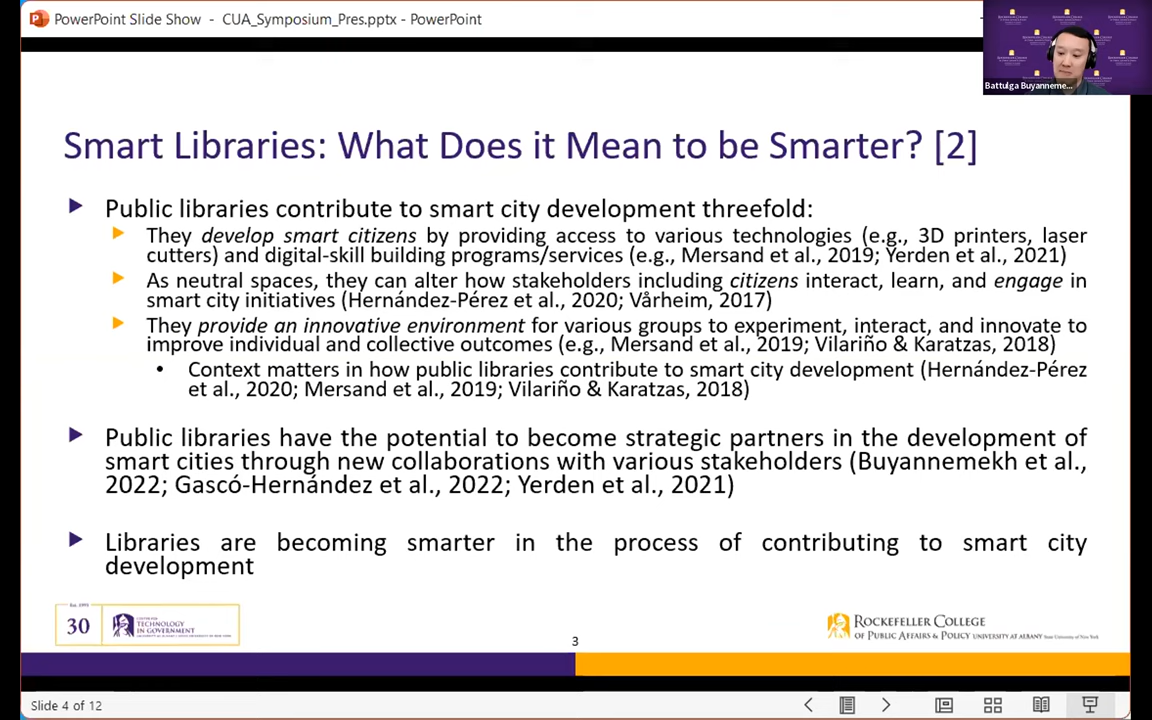 PowerPoint Slide Show - CUA_Symposium_Pres.pptx - PowerPoint
Battulga Buyanneme...
Smart Libraries: What Does it Mean to be Smarter? [2]
Public libraries contribute to smart city development threefold:
They develop smart citizens by providing access to various technologies (e.g., 3D printers, laser
cutters) and digital-skill building programs/services (e.g., Mersand et al., 2019; Yerden et al., 2021)
As neutral spaces, they can alter how stakeholders including citizens interact, learn, and engage in
smart city initiatives (Hernández-Pérez et al., 2020; Vårheim, 2017)
They provide an innovative environment for various groups to experiment, interact, and innovate to
improve individual and collective outcomes (e.g., Mersand et al., 2019; Vilariño & Karatzas, 2018)
• Context matters in how public libraries contribute to smart city development (Hernández-Pérez
et al., 2020; Mersand et al., 2019; Vilariño & Karatzas, 2018)
Public libraries have the potential to become strategic partners in the development of
smart cities through new collaborations with various stakeholders (Buyannemekh et al.,
2022; Gascó-Hernández et al., 2022; Yerden et al., 2021)
Libraries are becoming smarter in the process of contributing to smart city
development
30
TECHNOLOGY
IN GOVERNMENT
3
ROCKEFELLER COLLEGE
OF PUBLIC AFFAIRS & POLICY UNIVERSITY AT ALBANY State University of New York
Slide 4 of 12